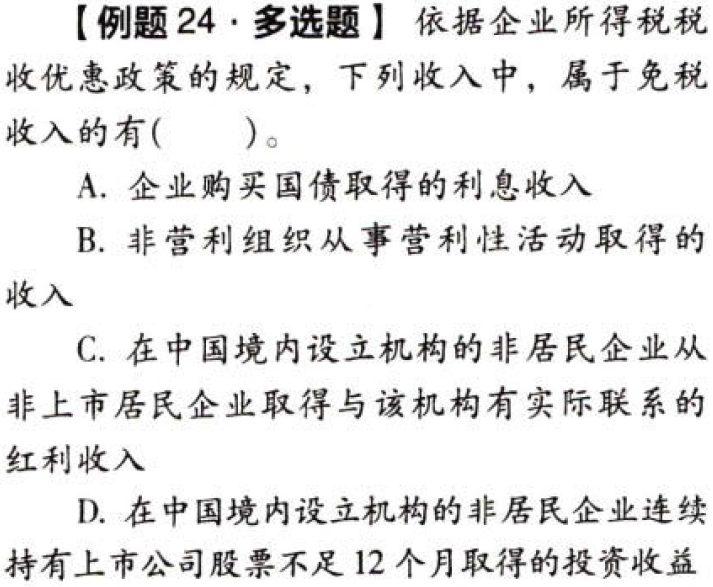 【例题 24·多选题】 依据企业所得税税
收优惠政策的规定，下列收入中，属于免税
收入的有(　　)。
A. 企业购买国债取得的利息收入
B. 非营利组织从事营利性活动取得的
收入
C. 在中国境内设立机构的非居民企业从
非上市居民企业取得与该机构有实际联系的
红利收入
D. 在中国境内设立机构的非居民企业连续
持有上市公司股票不足 12 个月取得的投资收益